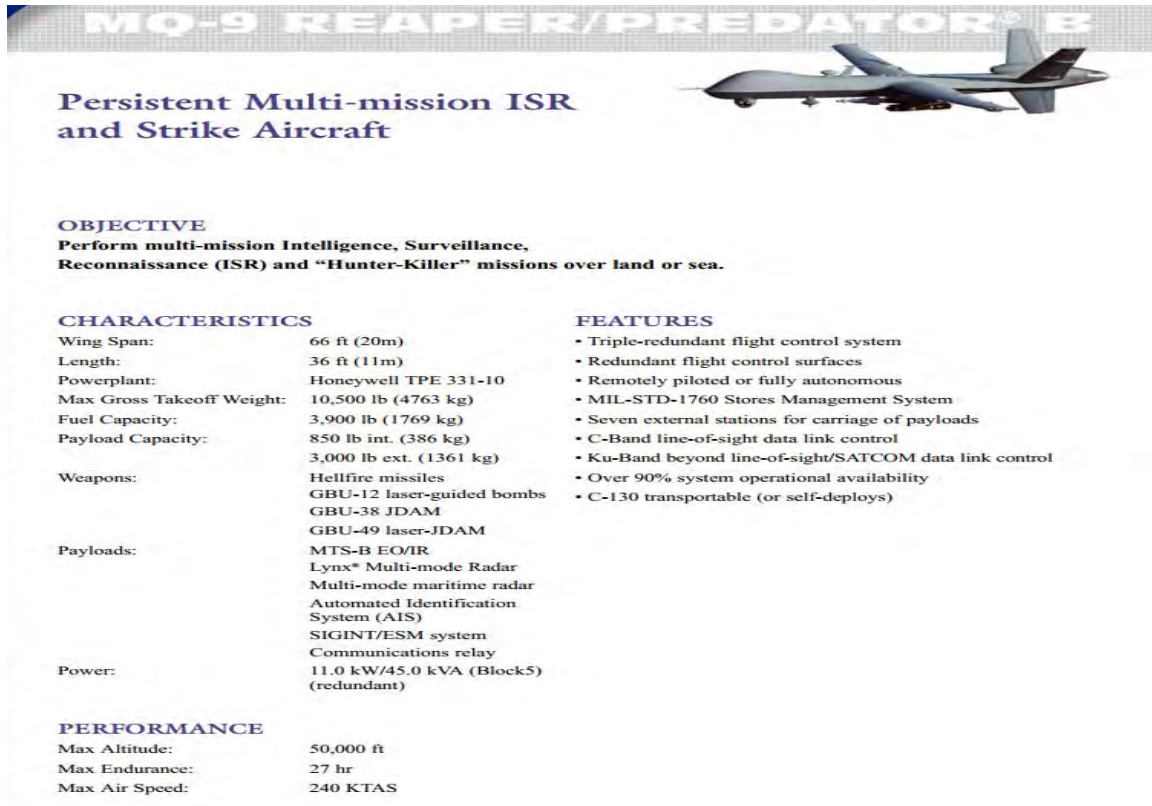 MQ-9 REAPER/PREDATOR® B
Persistent Multi-mission ISR
and Strike Aircraft
OBJECTIVE
Perform multi-mission Intelligence, Surveillance,
Reconnaissance (ISR) and “Hunter-Killer” missions over land or sea.
CHARACTERISTICS
Wing Span: 66 ft (20m)
Length: 36 ft (11m)
Powerplant: Honeywell TPE 331-10
Max Gross Takeoff Weight: 10,500 lb (4763 kg)
Fuel Capacity: 3,900 lb (1769 kg)
Payload Capacity: 850 lb int. (386 kg)
3,000 lb ext. (1361 kg)
Weapons: Hellfire missiles
GBU-12 laser-guided bombs
GBU-38 JDAM
GBU-49 laser-JDAM
Payloads: MTS-B EO/IR
Lynx® Multi-mode Radar
Multi-mode maritime radar
Automated Identification
System (AIS)
SIGINT/ESM system
Communications relay
Power: 11.0 kW/45.0 kVA (Block5)
(redundant)
FEATURES
• Triple-redundant flight control system
• Redundant flight control surfaces
• Remotely piloted or fully autonomous
• MIL-STD-1760 Stores Management System
• Seven external stations for carriage of payloads
• C-Band line-of-sight data link control
• Ku-Band beyond line-of-sight/SATCOM data link control
• Over 90% system operational availability
• C-130 transportable (or self-deploys)
PERFORMANCE
Max Altitude: 50,000 ft
Max Endurance: 27 hr
Max Air Speed: 240 KTAS